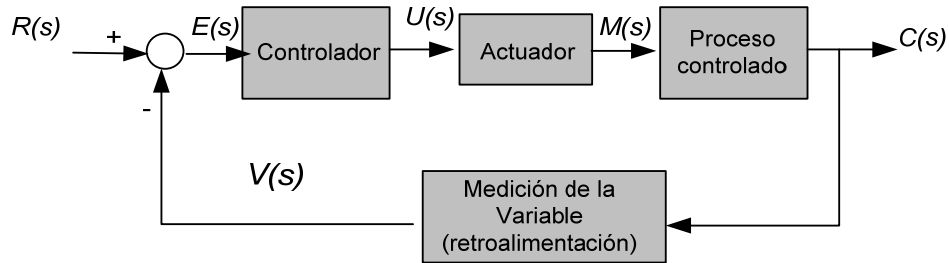 R(s)
+
E(s)
Controlador
U(s)
Actuador
M(s)
Proceso
controlado
C(s)
-
V(s)
Medición de la
Variable
(retroalimentación)